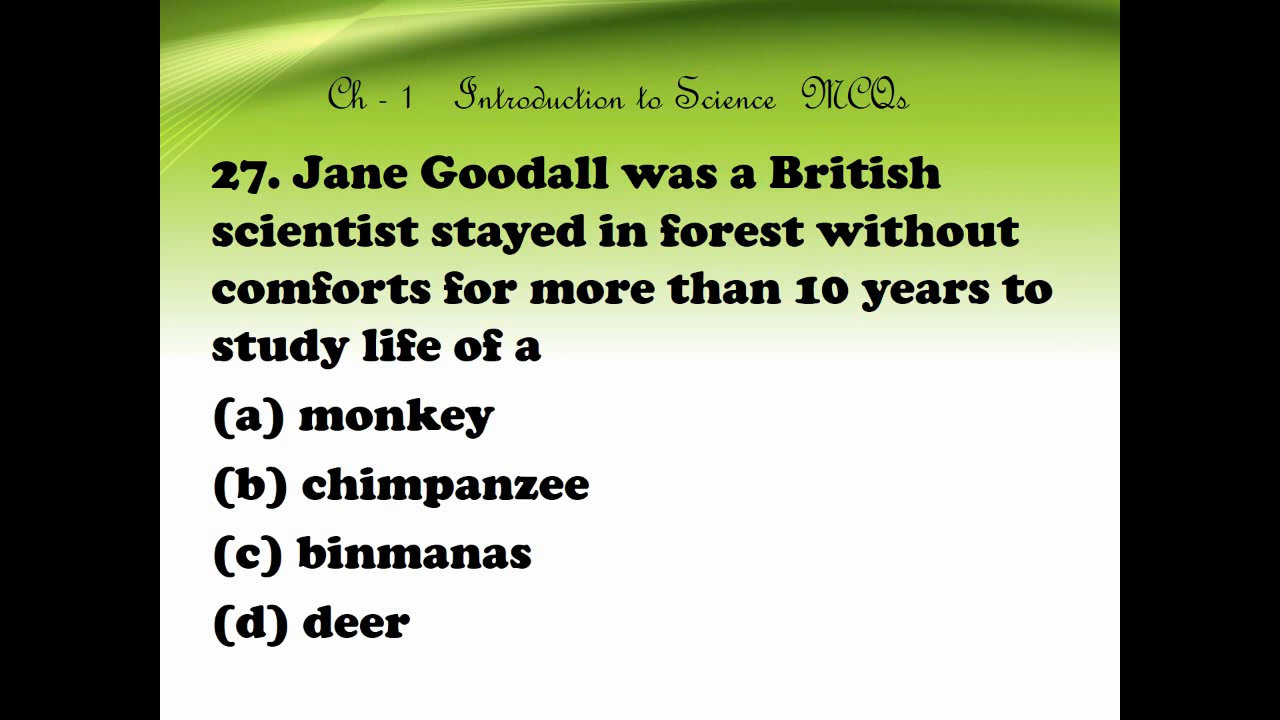 Ch - 1 Introduction to Science MCQs
27. Jane Goodall was a British
scientist stayed in forest without
comforts for more than 10 years to
study life of a
(a) monkey
(b) chimpanzee
(c) binmanas
(d) deer